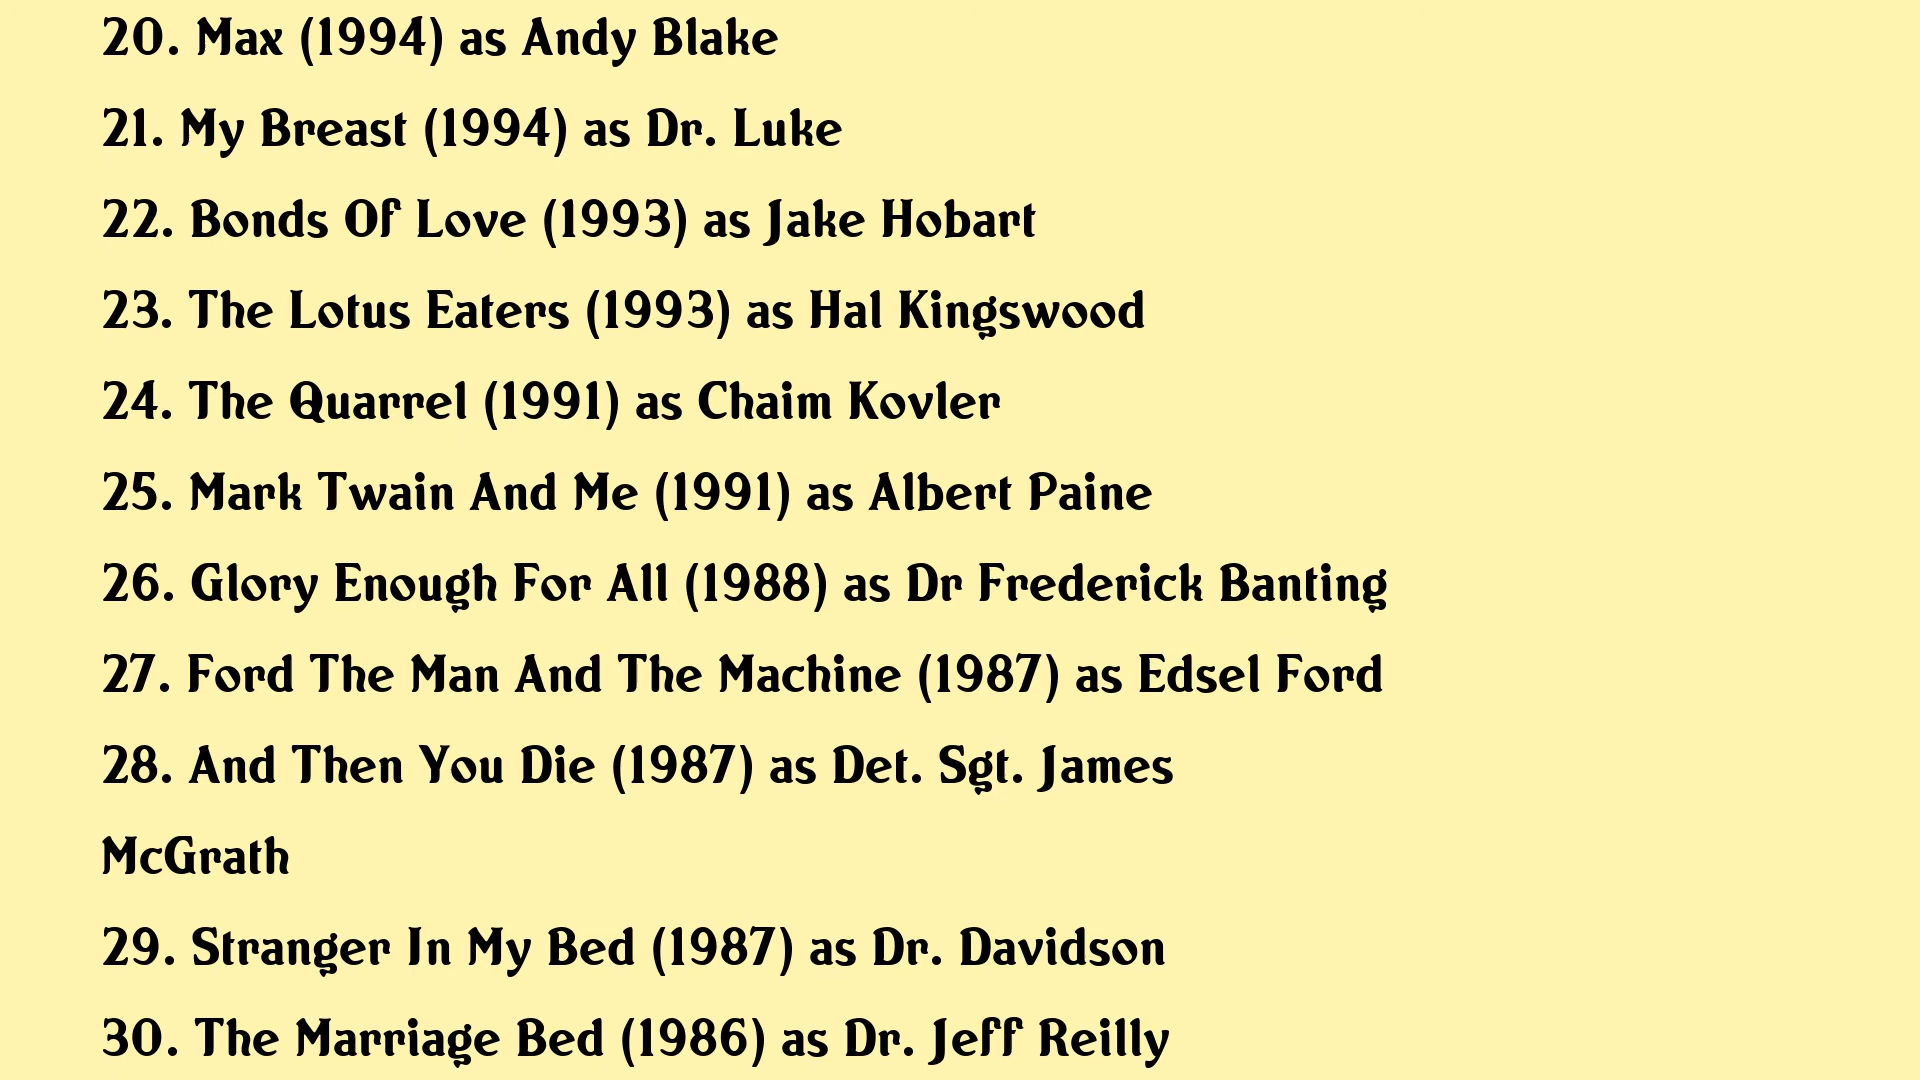 20. Max (1994) as Andy Blake
21. My Breast (1994) as Dr. Luke
22. Bonds Of Love (1993) as Jake Hobart
23. The Lotus Eaters (1993) as Hal Kingswood
24. The Quarrel (1991) as Chaim Kovler
25. Mark Twain And Me (1991) as Albert Paine
26. Glory Enough For All (1988) as Dr Frederick Banting
27. Ford The Man And The Machine (1987) as Edsel Ford
28. And Then You Die (1987) as Det. Sgt. James
McGrath
29. Stranger In My Bed (1987) as Dr. Davidson
30. The Marriage Bed (1986) as Dr. Jeff Reilly